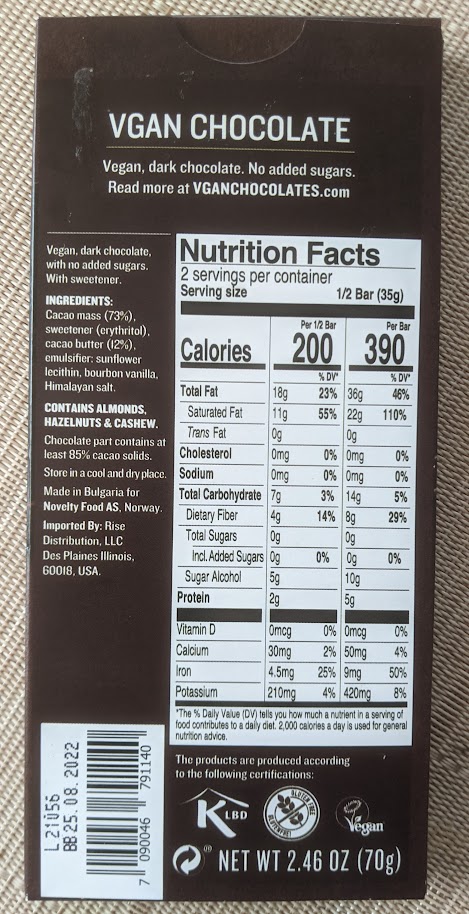 VGAN CHOCOLATE
Vegan, dark chocolate. No added sugars.
Read more at VGANCHOCOLATES.com
Vegan, dark chocolate,
with no added sugars.
With sweetener.
INGREDIENTS:
Cacao mass (73%),
sweetener (erythritol),
cacao butter (12%),
emulsifier: sunflower
lecithin, bourbon vanilla,
Himalayan salt.
CONTAINS ALMONDS,
HAZELNUTS & CASHEW.
Chocolate part contains at
least 85% cacao solids.
Store in a cool and dry place.
Made in Bulgaria for
Novelty Food AS, Norway.
Imported By: Rise
Distribution, LLC
Des Plaines Illinois,
60018, USA.
Nutrition Facts
2 servings per container
Serving size 1/2 Bar (35g)
Per 1/2 Bar Per Bar
Calories 200 390
% DV* % DV*
Total Fat 18g 23% 36g 46%
Saturated Fat 11g 55% 22g 110%
Trans Fat 0g 0g
Cholesterol 0mg 0% 0mg 0%
Sodium 0mg 0% 0mg 0%
Total Carbohydrate 7g 3% 14g 5%
Dietary Fiber 4g 14% 8g 29%
Total Sugars 0g 0g
Incl. Added Sugars 0g 0% 0g 0%
Sugar Alcohol 5g 10g
Protein 2g 5g
Vitamin D 0mcg 0% 0mcg 0%
Calcium 30mg 2% 50mg 4%
Iron 4.5mg 25% 9mg 50%
Potassium 210mg 4% 420mg 8%
*The % Daily Value (DV) tells you how much a nutrient in a serving of
food contributes to a daily diet. 2,000 calories a day is used for general
nutrition advice.
The products are produced according
to the following certifications:
K LBD
GLUTEN FREE
Vegan
NET WT 2.46 OZ (70g)
L21056
BB 25.08.2022
7 090046 791140